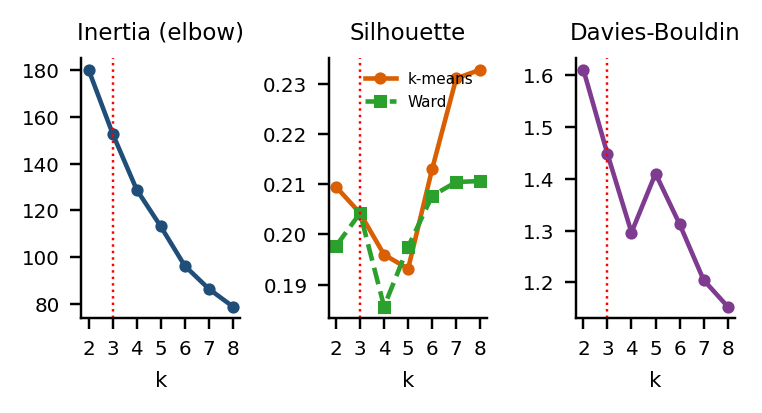 Inertia (elbow)
180
160
140
120
100
80
2 3 4 5 6 7 8
k
Silhouette
k-means
Ward
0.23
0.22
0.21
0.20
0.19
2 3 4 5 6 7 8
k
Davies-Bouldin
1.6
1.5
1.4
1.3
1.2
2 3 4 5 6 7 8
k